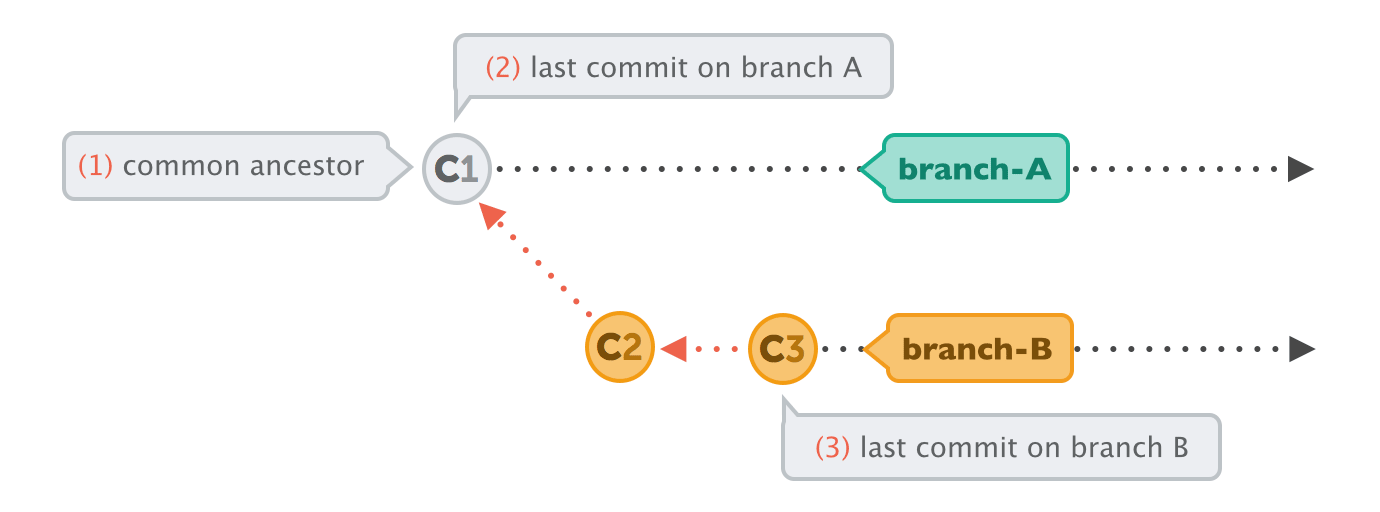 (2) last commit on branch A
(1) common ancestor
C1
branch-A
C2
C3
branch-B
(3) last commit on branch B